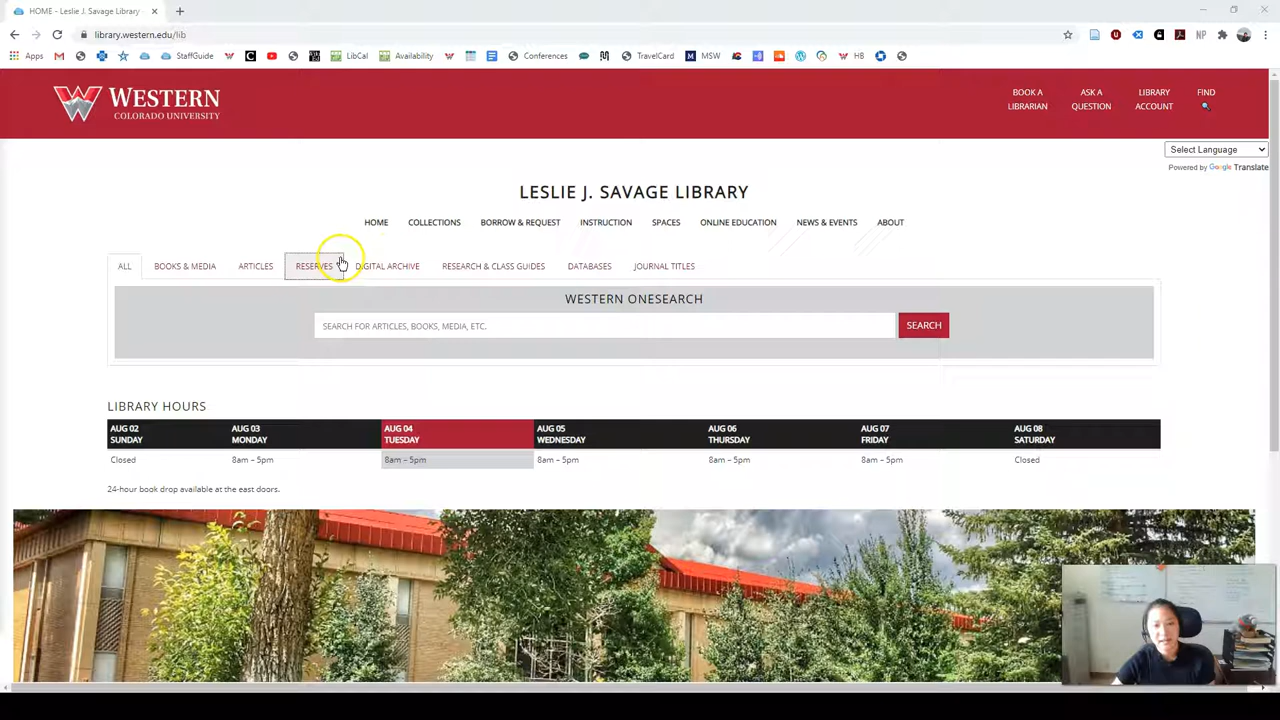 HOME - Leslie J. Savage Library
library.western.edu/lib
Apps StaffGuide LibCal Availability Conferences TravelCard MSW HB
NP
WESTERN
COLORADO UNIVERSITY
BOOK A
LIBRARIAN
ASK A
QUESTION
LIBRARY
ACCOUNT
FIND
Select Language
Powered by Google Translate
LESLIE J. SAVAGE LIBRARY
HOME COLLECTIONS BORROW & REQUEST INSTRUCTION SPACES ONLINE EDUCATION NEWS & EVENTS ABOUT
ALL BOOKS & MEDIA ARTICLES RESERVES DIGITAL ARCHIVE RESEARCH & CLASS GUIDES DATABASES JOURNAL TITLES
WESTERN ONESEARCH
SEARCH FOR ARTICLES, BOOKS, MEDIA, ETC. SEARCH
LIBRARY HOURS
AUG 02 AUG 03 AUG 04 AUG 05 AUG 06 AUG 07 AUG 08
SUNDAY MONDAY TUESDAY WEDNESDAY THURSDAY FRIDAY SATURDAY
Closed 8am – 5pm 8am – 5pm 8am – 5pm 8am – 5pm 8am – 5pm Closed
24-hour book drop available at the east doors.